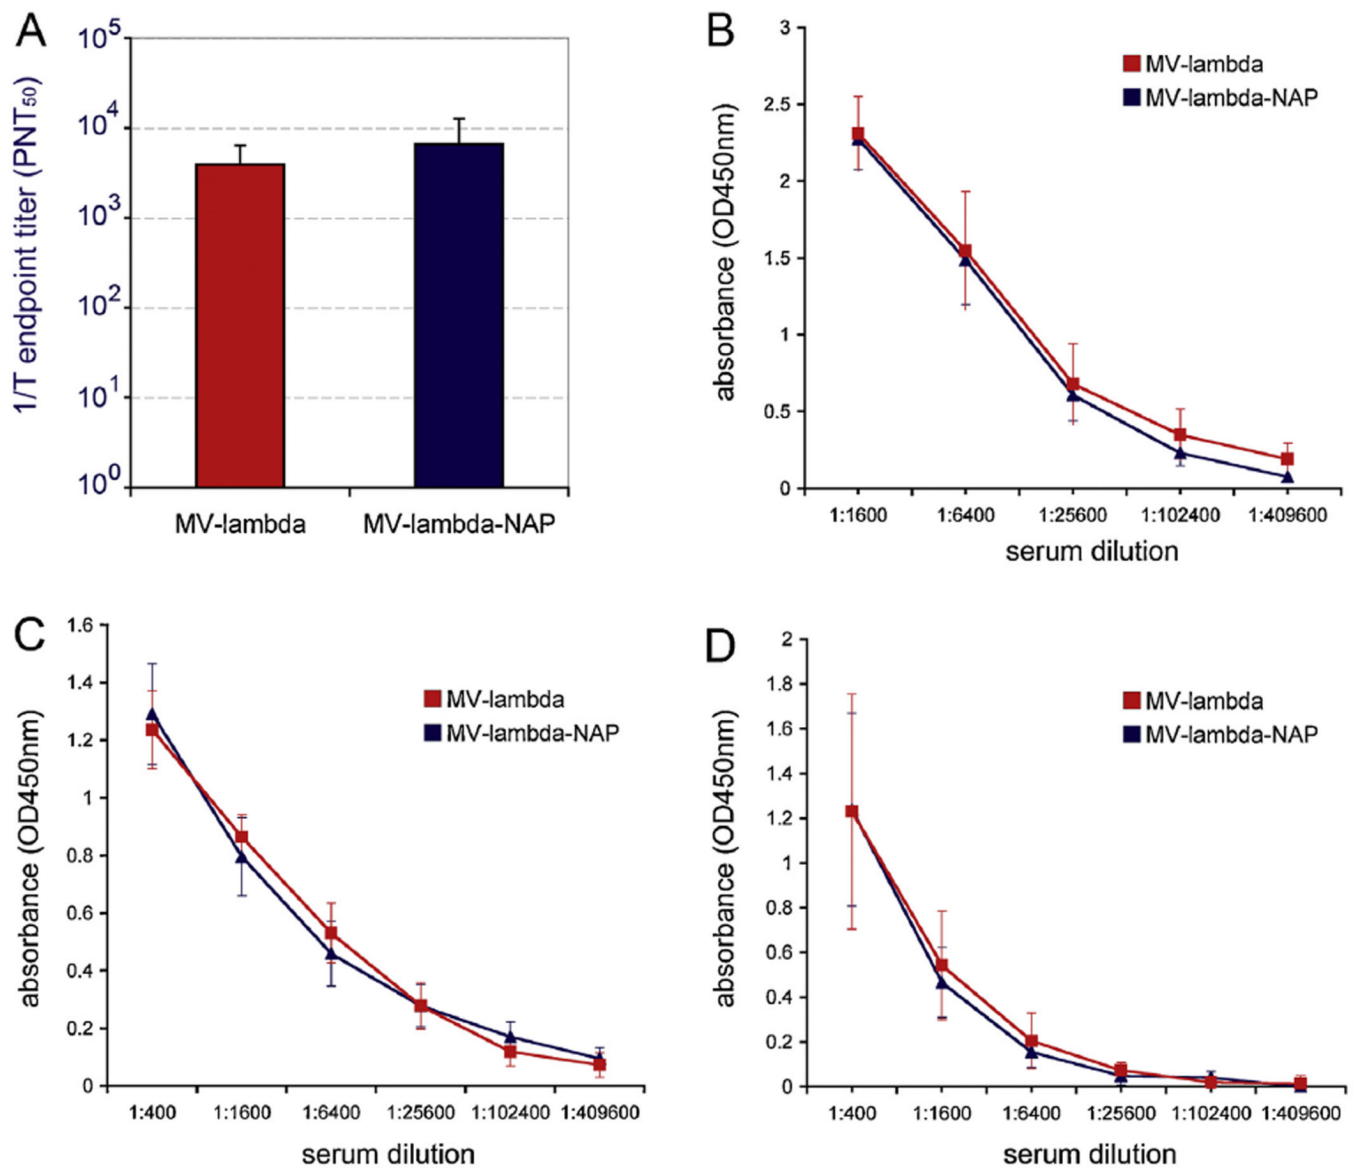 A
1/T endpoint titer (PNT50)
10^5
10^4
10^3
10^2
10^1
10^0
MV-lambda MV-lambda-NAP
B
absorbance (OD450nm)
3
2.5
2
1.5
1
0.5
0
MV-lambda
MV-lambda-NAP
1:1600 1:6400 1:25600 1:102400 1:409600
serum dilution
C
absorbance (OD450nm)
1.6
1.4
1.2
1
0.8
0.6
0.4
0.2
0
MV-lambda
MV-lambda-NAP
1:400 1:1600 1:6400 1:25600 1:102400 1:409600
serum dilution
D
absorbance (OD450nm)
2
1.8
1.6
1.4
1.2
1
0.8
0.6
0.4
0.2
0
MV-lambda
MV-lambda-NAP
1:400 1:1600 1:6400 1:25600 1:102400 1:409600
serum dilution